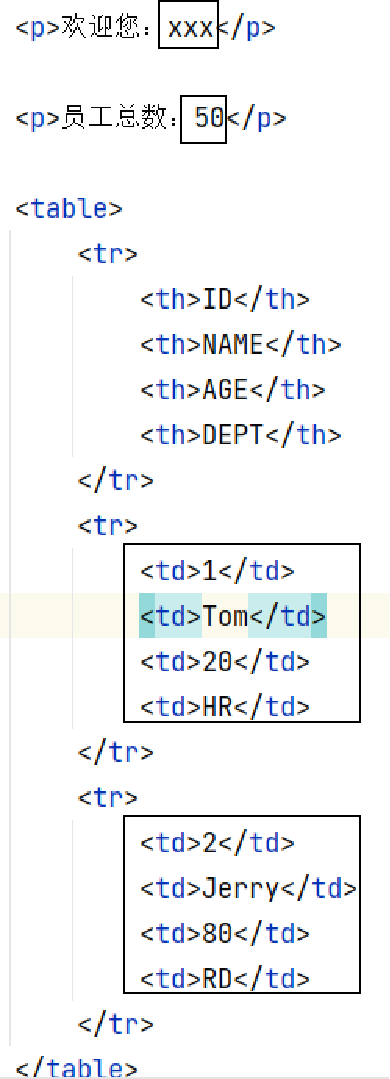 <p>欢迎您：xxx</p>
<p>员工总数：50</p>
<table>
<tr>
<th>ID</th>
<th>NAME</th>
<th>AGE</th>
<th>DEPT</th>
</tr>
<tr>
<td>1</td>
<td>Tom</td>
<td>20</td>
<td>HR</td>
</tr>
<tr>
<td>2</td>
<td>Jerry</td>
<td>80</td>
<td>RD</td>
</tr>
</table>